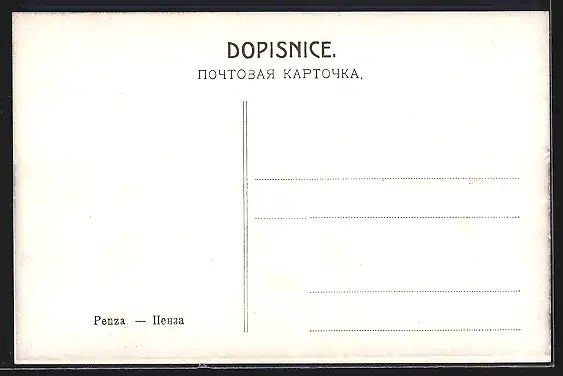 DOPISNICE.
ПОЧТОВАЯ КАРТОЧКА.
Penza. — Пенза